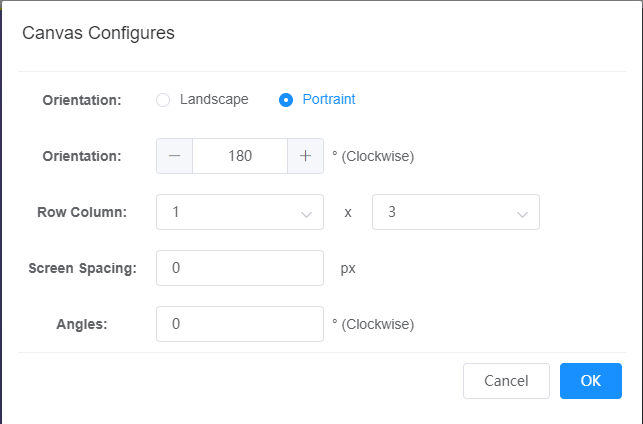 Canvas Configures
Orientation: Landscape Portraint
Orientation: − 180 + ° (Clockwise)
Row Column: 1 x 3
Screen Spacing: 0 px
Angles: 0 ° (Clockwise)
Cancel OK